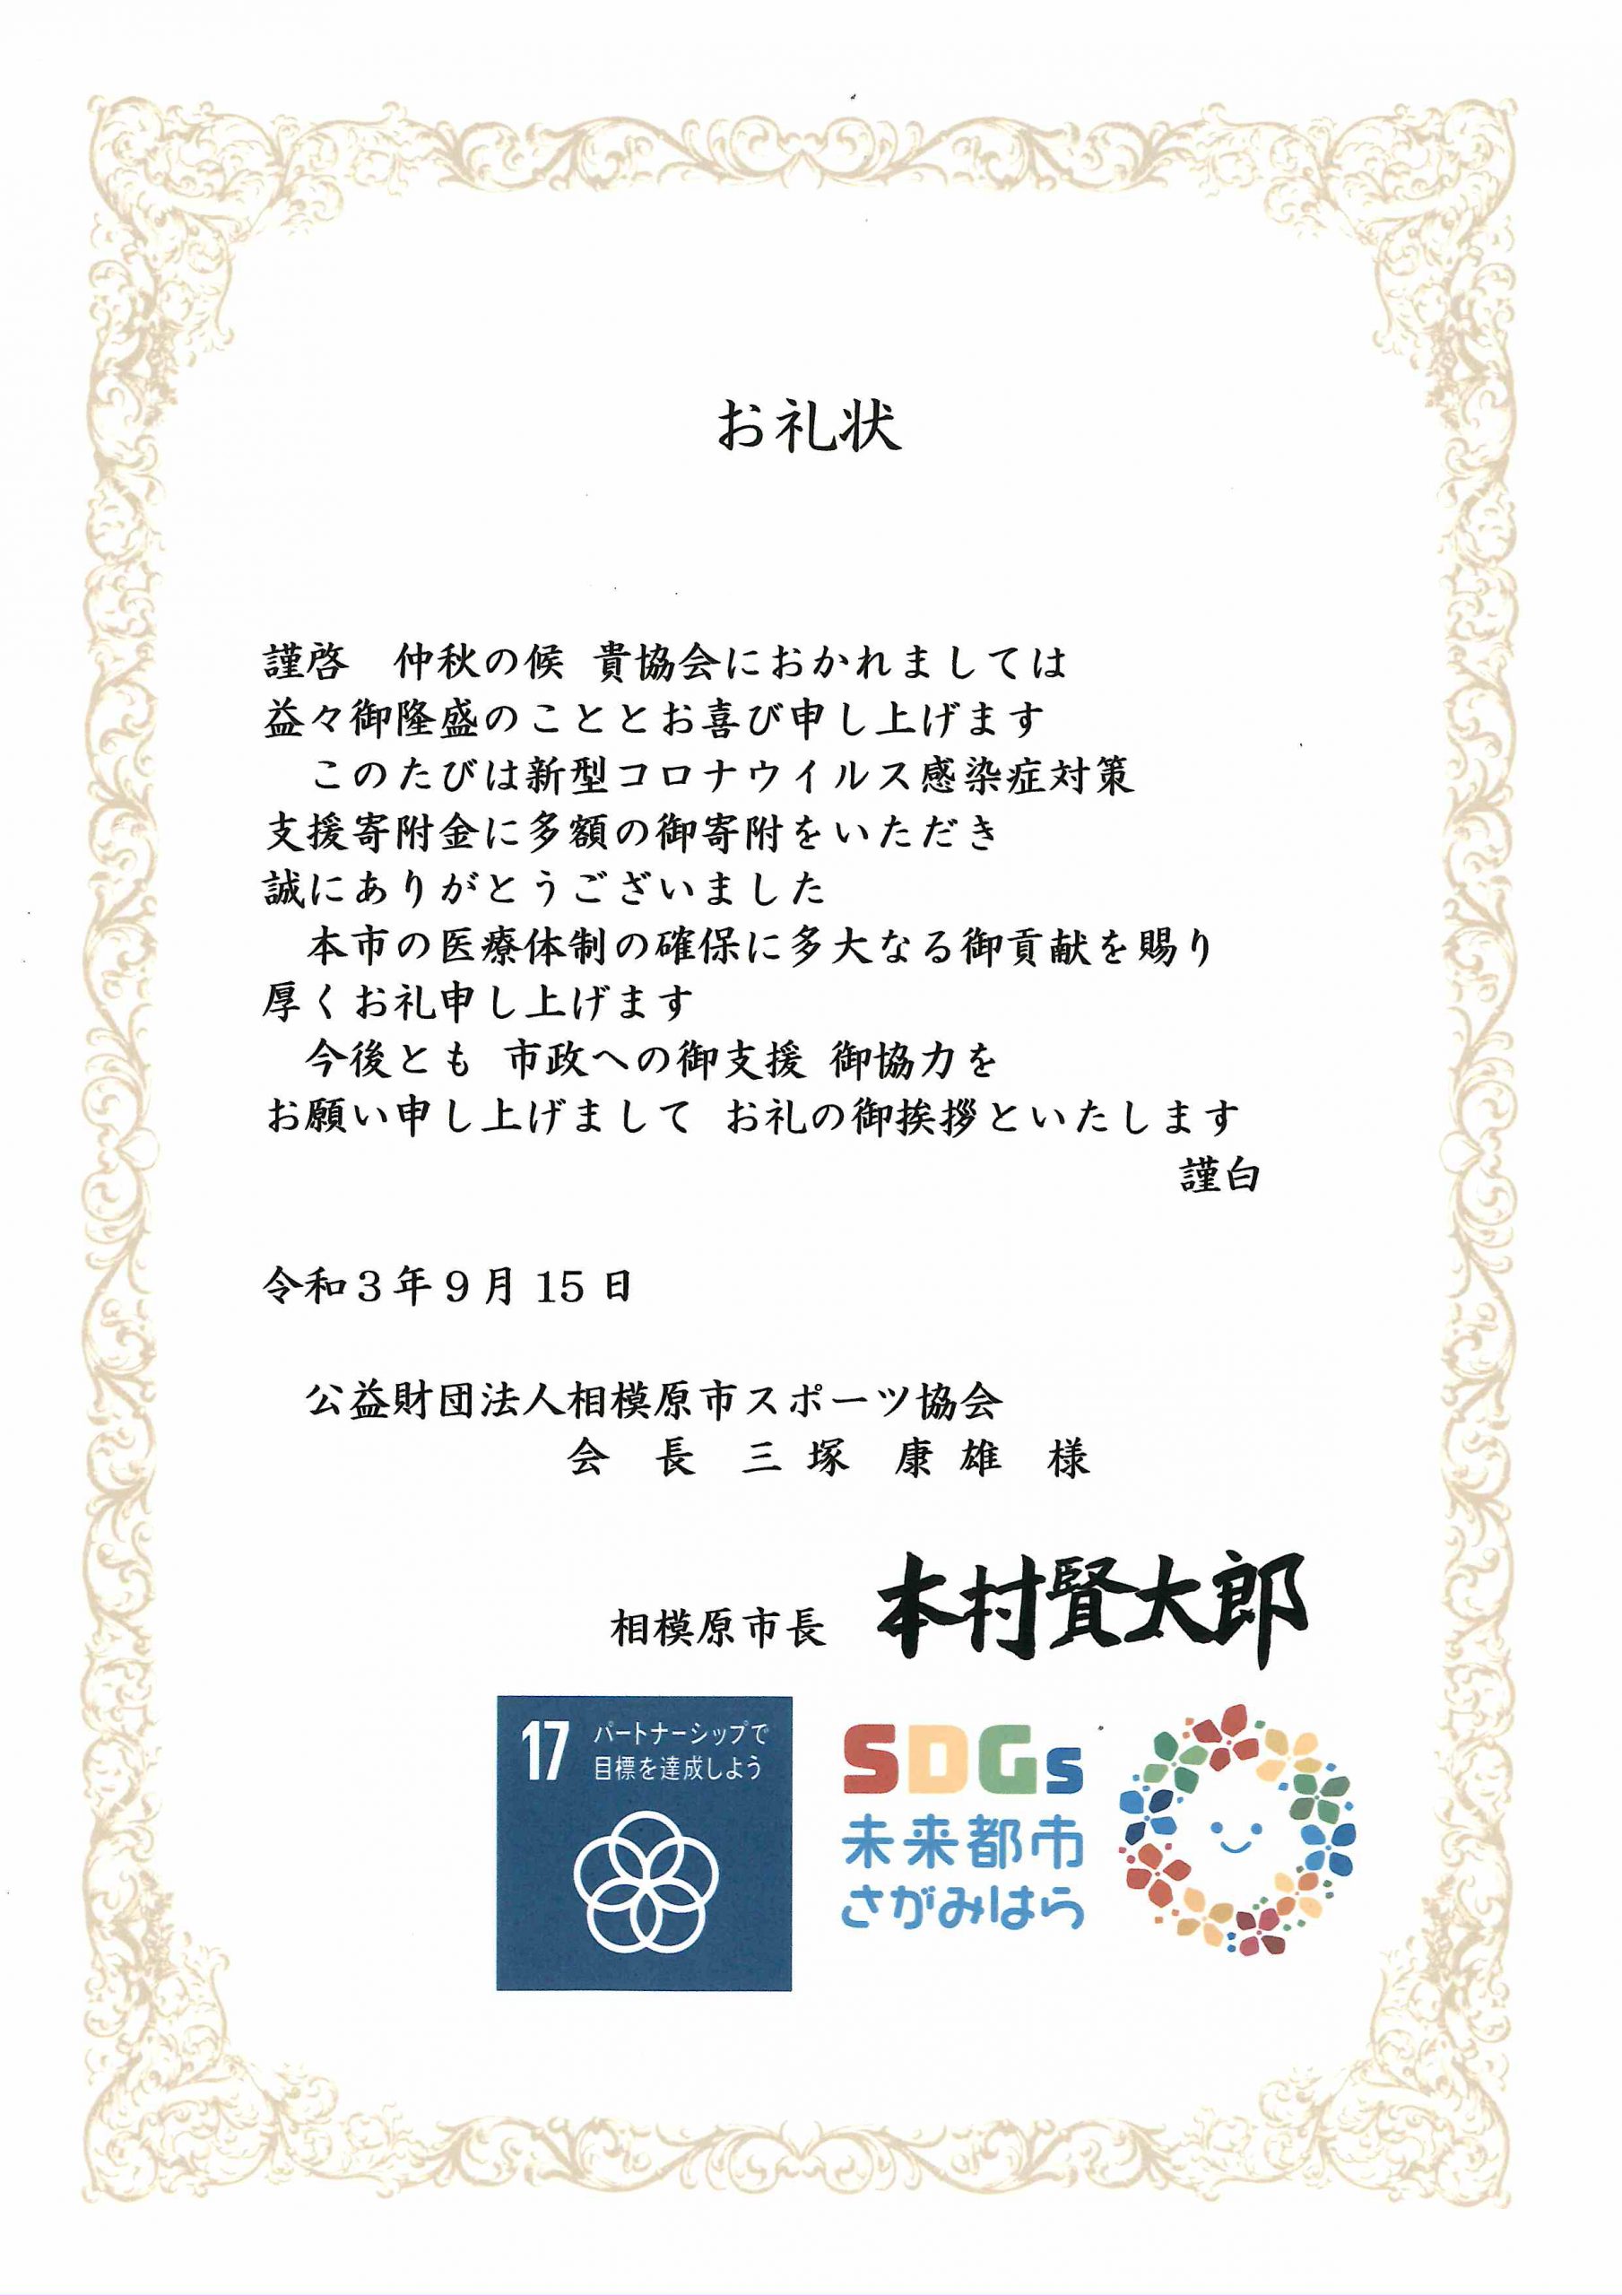 お礼状
謹啓　仲秋の候 貴協会におかれましては
益々御隆盛のこととお喜び申し上げます
　このたびは新型コロナウイルス感染症対策
支援寄附金に多額の御寄附をいただき
誠にありがとうございました
　本市の医療体制の確保に多大なる御貢献を賜り
厚くお礼申し上げます
　今後とも 市政への御支援 御協力を
お願い申し上げまして お礼の御挨拶といたします
謹白
令和3年9月15日
公益財団法人相模原市スポーツ協会
会　長　三 塚　康 雄　様
相模原市長　本村賢太郎
17 パートナーシップで
目標を達成しよう
SDGs
未来都市
さがみはら